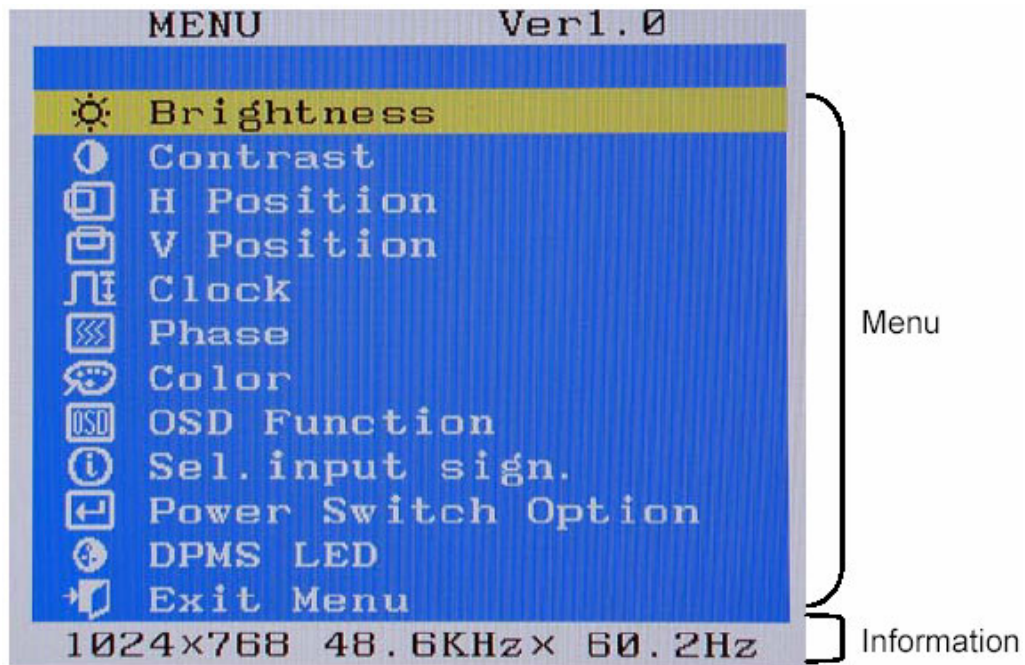 MENU Ver1.0
Brightness
Contrast
H Position
V Position
Clock
Phase
Color
OSD
OSD Function
Sel.input sign.
Power Switch Option
DPMS LED
Exit Menu
1024×768 48.6KHz× 60.2Hz
Menu
Information